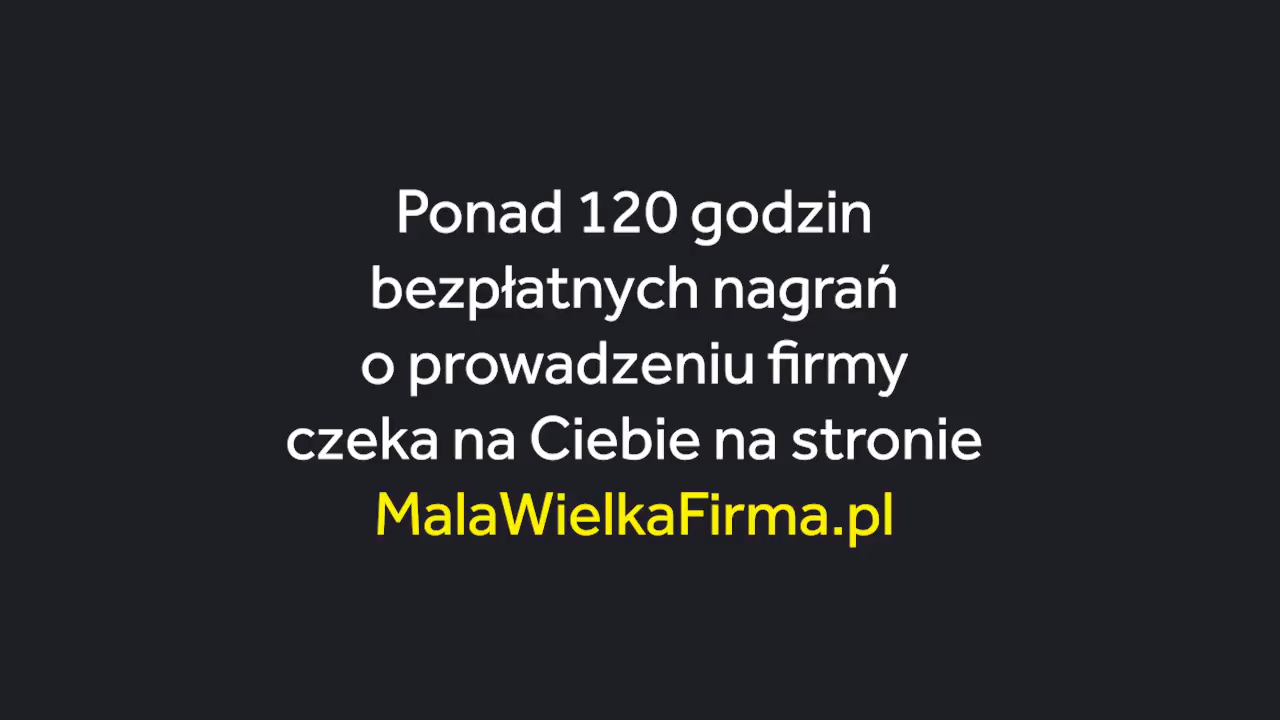 Ponad 120 godzin
bezpłatnych nagrań
o prowadzeniu firmy
czeka na Ciebie na stronie
MalaWielkaFirma.pl